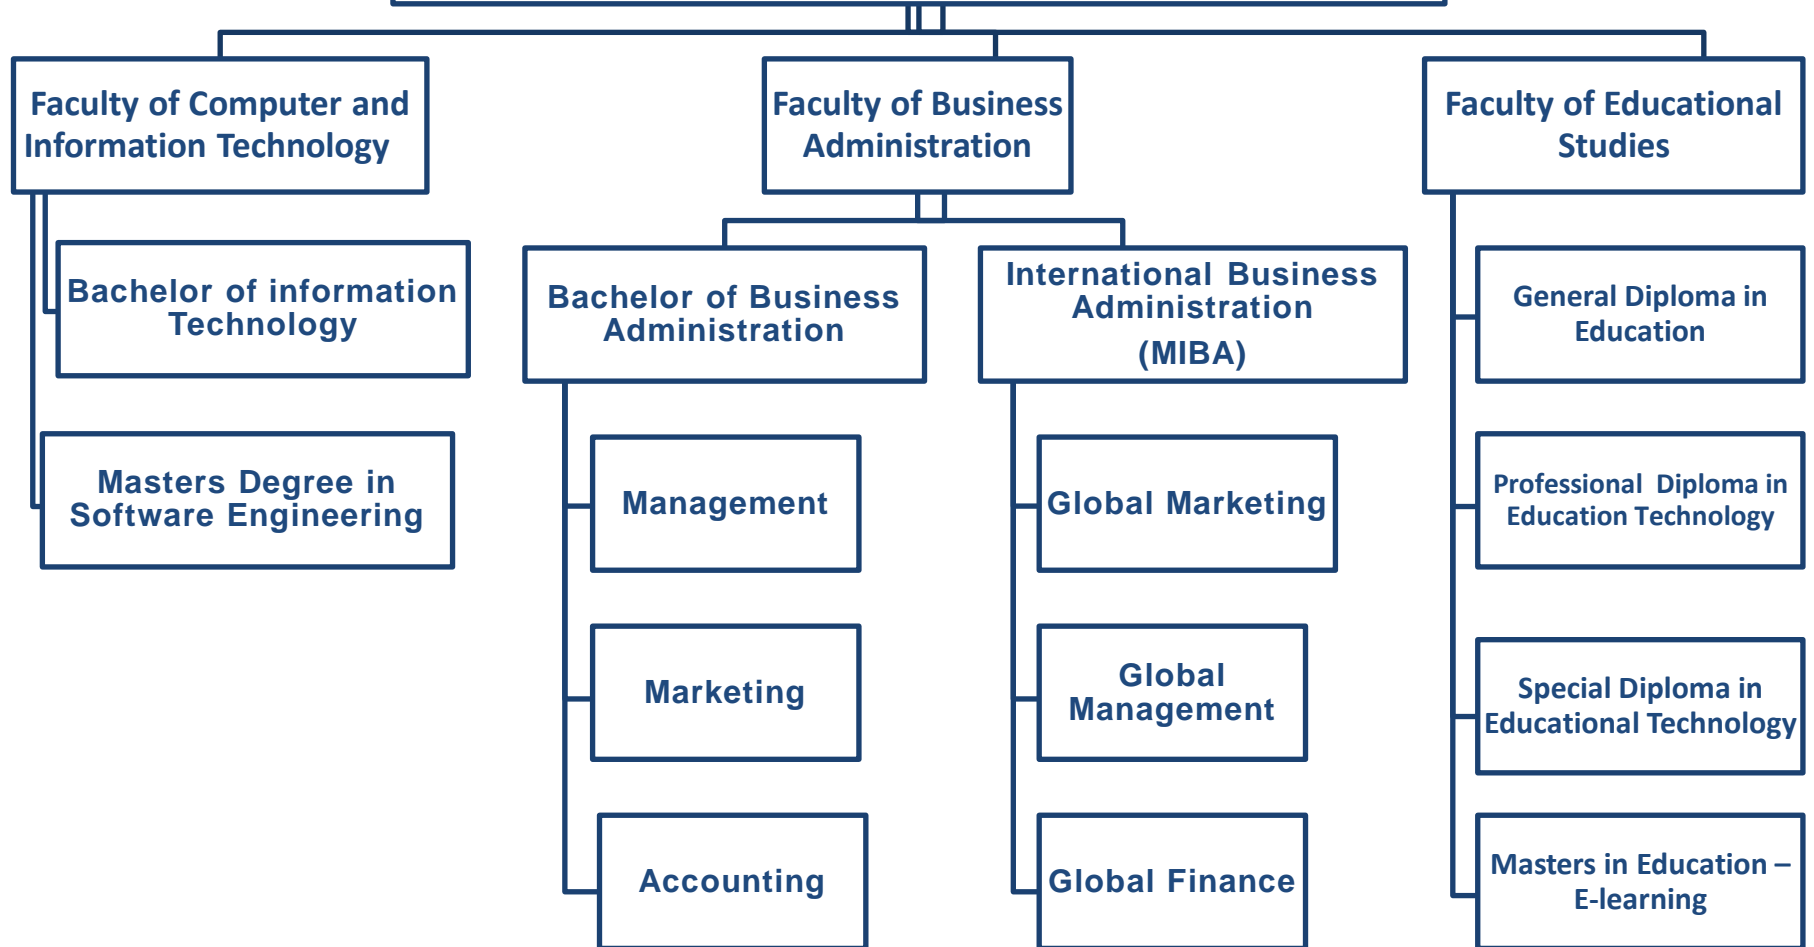 Faculty of Computer and
Information Technology
Faculty of Business
Administration
Faculty of Educational
Studies
Bachelor of information
Technology
Masters Degree in
Software Engineering
Bachelor of Business
Administration
Management
Marketing
Accounting
International Business
Administration
(MIBA)
Global Marketing
Global
Management
Global Finance
General Diploma in
Education
Professional Diploma in
Education Technology
Special Diploma in
Educational Technology
Masters in Education –
E-learning